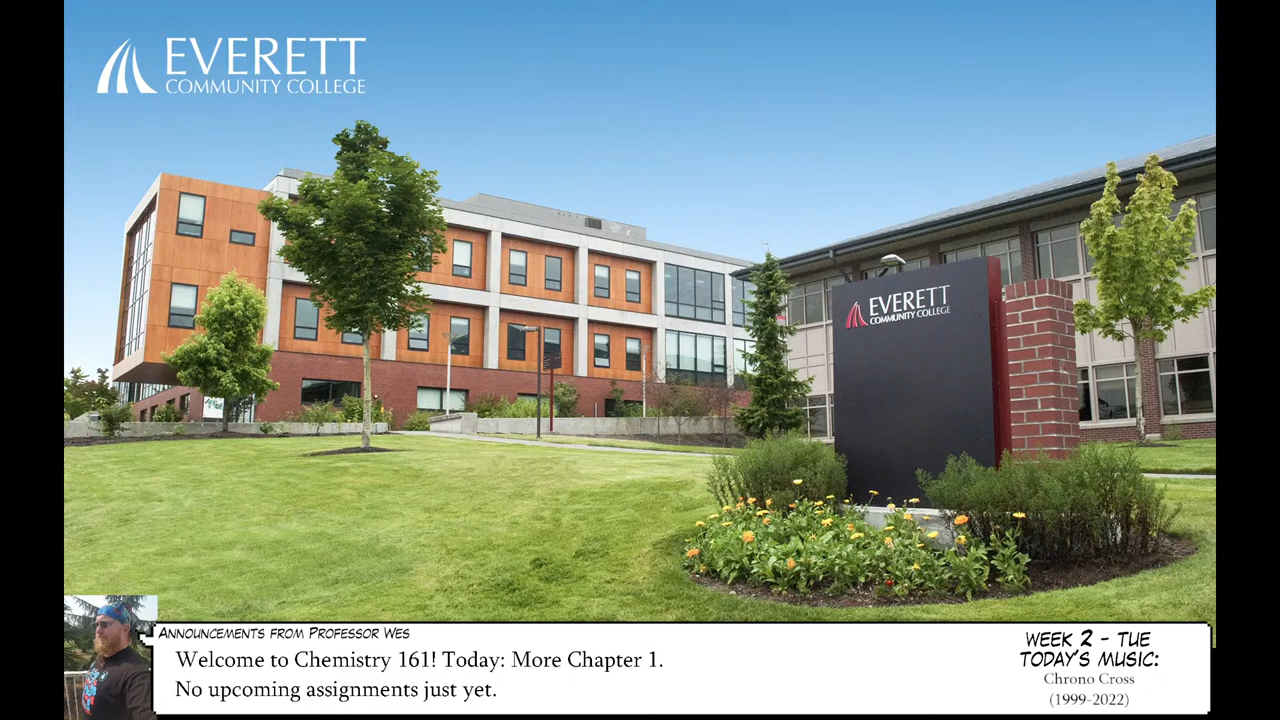 EVERETT
COMMUNITY COLLEGE
EVERETT
COMMUNITY COLLEGE
ANNOUNCEMENTS FROM PROFESSOR WES
Welcome to Chemistry 161! Today: More Chapter 1.
No upcoming assignments just yet.
WEEK 2 - TUE
TODAY'S MUSIC:
Chrono Cross
(1999-2022)